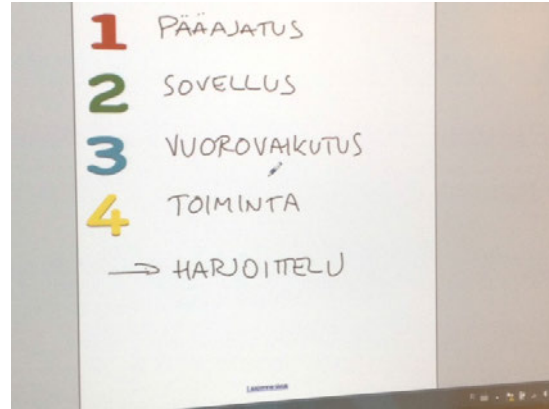 1 PÄÄAJATUS
2 SOVELLUS
3 VUOROVAIKUTUS
4 TOIMINTA
→ HARJOITTELU